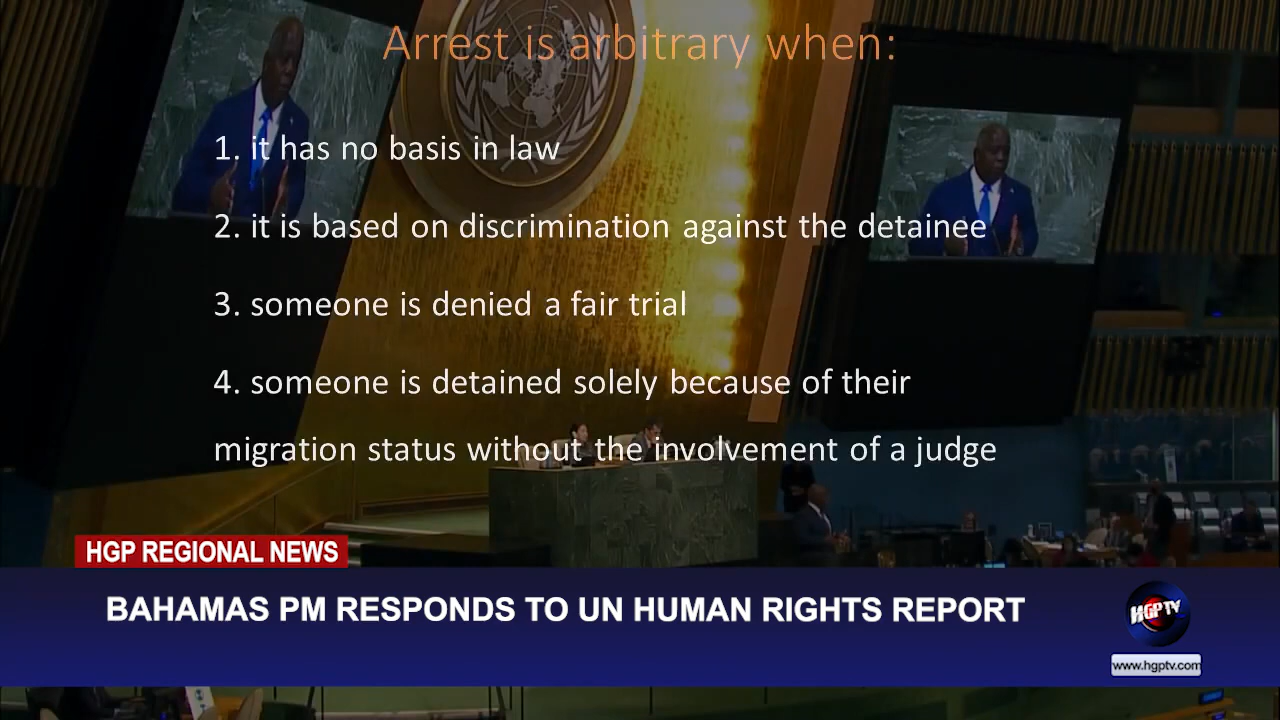 Arrest is arbitrary when:
1. it has no basis in law
2. it is based on discrimination against the detainee
3. someone is denied a fair trial
4. someone is detained solely because of their
migration status without the involvement of a judge
HGP REGIONAL NEWS
BAHAMAS PM RESPONDS TO UN HUMAN RIGHTS REPORT
HGPTV
www.hgptv.com